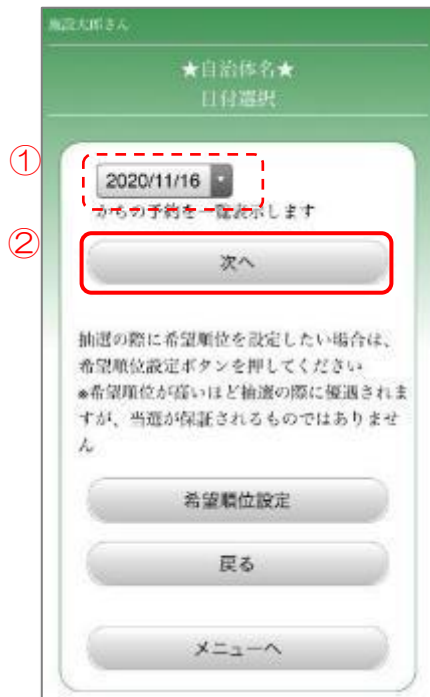 施設太郎さん
★自治体名★
日付選択
①
2020/11/16
からの予約を一覧表示します
②
次へ
抽選の際に希望順位を設定したい場合は、
希望順位設定ボタンを押してください
※希望順位が高いほど抽選の際に優遇されま
すが、当選が保証されるものではありませ
ん
希望順位設定
戻る
メニューへ